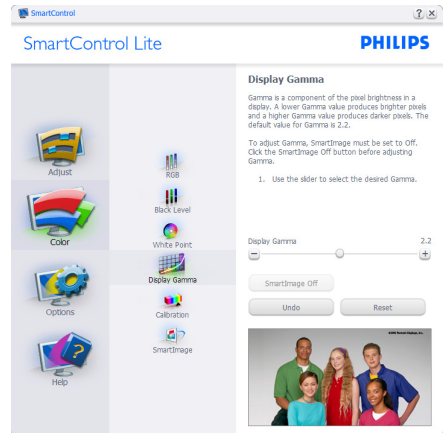 SmartControl
? ×
SmartControl Lite
PHILIPS
Adjust
Color
Options
Help
RGB
Black Level
White Point
Display Gamma
Calibration
SmartImage
Display Gamma
Gamma is a component of the pixel brightness in a
display. A lower Gamma value produces brighter pixels
and a higher Gamma value produces darker pixels. The
default value for Gamma is 2.2.
To adjust Gamma, SmartImage must be set to Off.
Click the SmartImage Off button before adjusting
Gamma.
1. Use the slider to select the desired Gamma.
Display Gamma 2.2
− +
SmartImage Off
Undo Reset